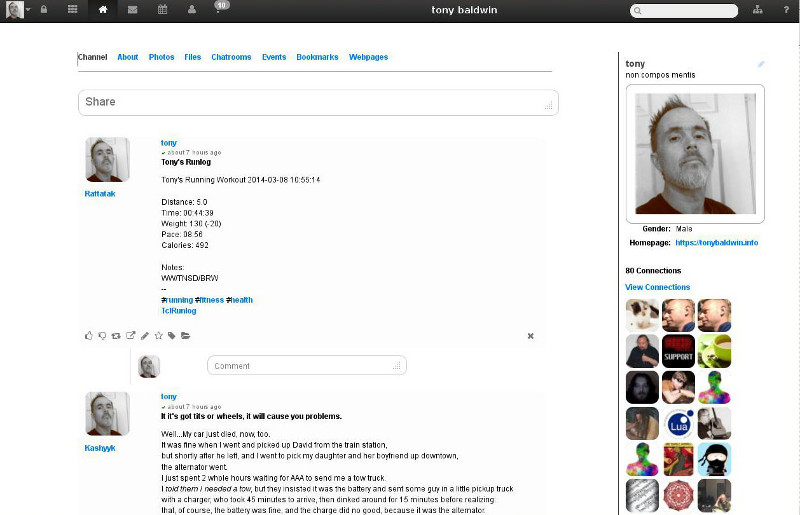 10
tony baldwin
?
Channel About Photos Files Chatrooms Events Bookmarks Webpages
Share
tony
about 7 hours ago
Tony's Runlog
Rattatak
Tony's Running Workout 2014-03-08 10:55:14
Distance: 5.0
Time: 00:44:39
Weight: 130 (-20)
Pace: 08:56
Calories: 492
Notes:
WW/TNSD/BRW
--
#running #fitness #health
TclRunlog
Comment
tony
about 7 hours ago
It it's got tits or wheels, it will cause you problems.
Kashyyk
Well...My car just died, now, too.
It was fine when I went and picked up David from the train station,
but shortly after he left, and I went to pick my daughter and her boyfriend up downtown,
the alternator went.
I just spent 2 whole hours waiting for AAA to send me a tow truck.
I told them I needed a tow, but they insisted it was the battery and sent some guy in a little pickup truck
with a charger, who took 45 minutes to arrive, then dinked around for 15 minutes before realizing
that, of course, the battery was fine, and the charge did no good, because it was the alternator.
tony
non compos mentis
Gender: Male
Homepage: https://tonybaldwin.info
80 Connections
View Connections
SUPPORT
Lua